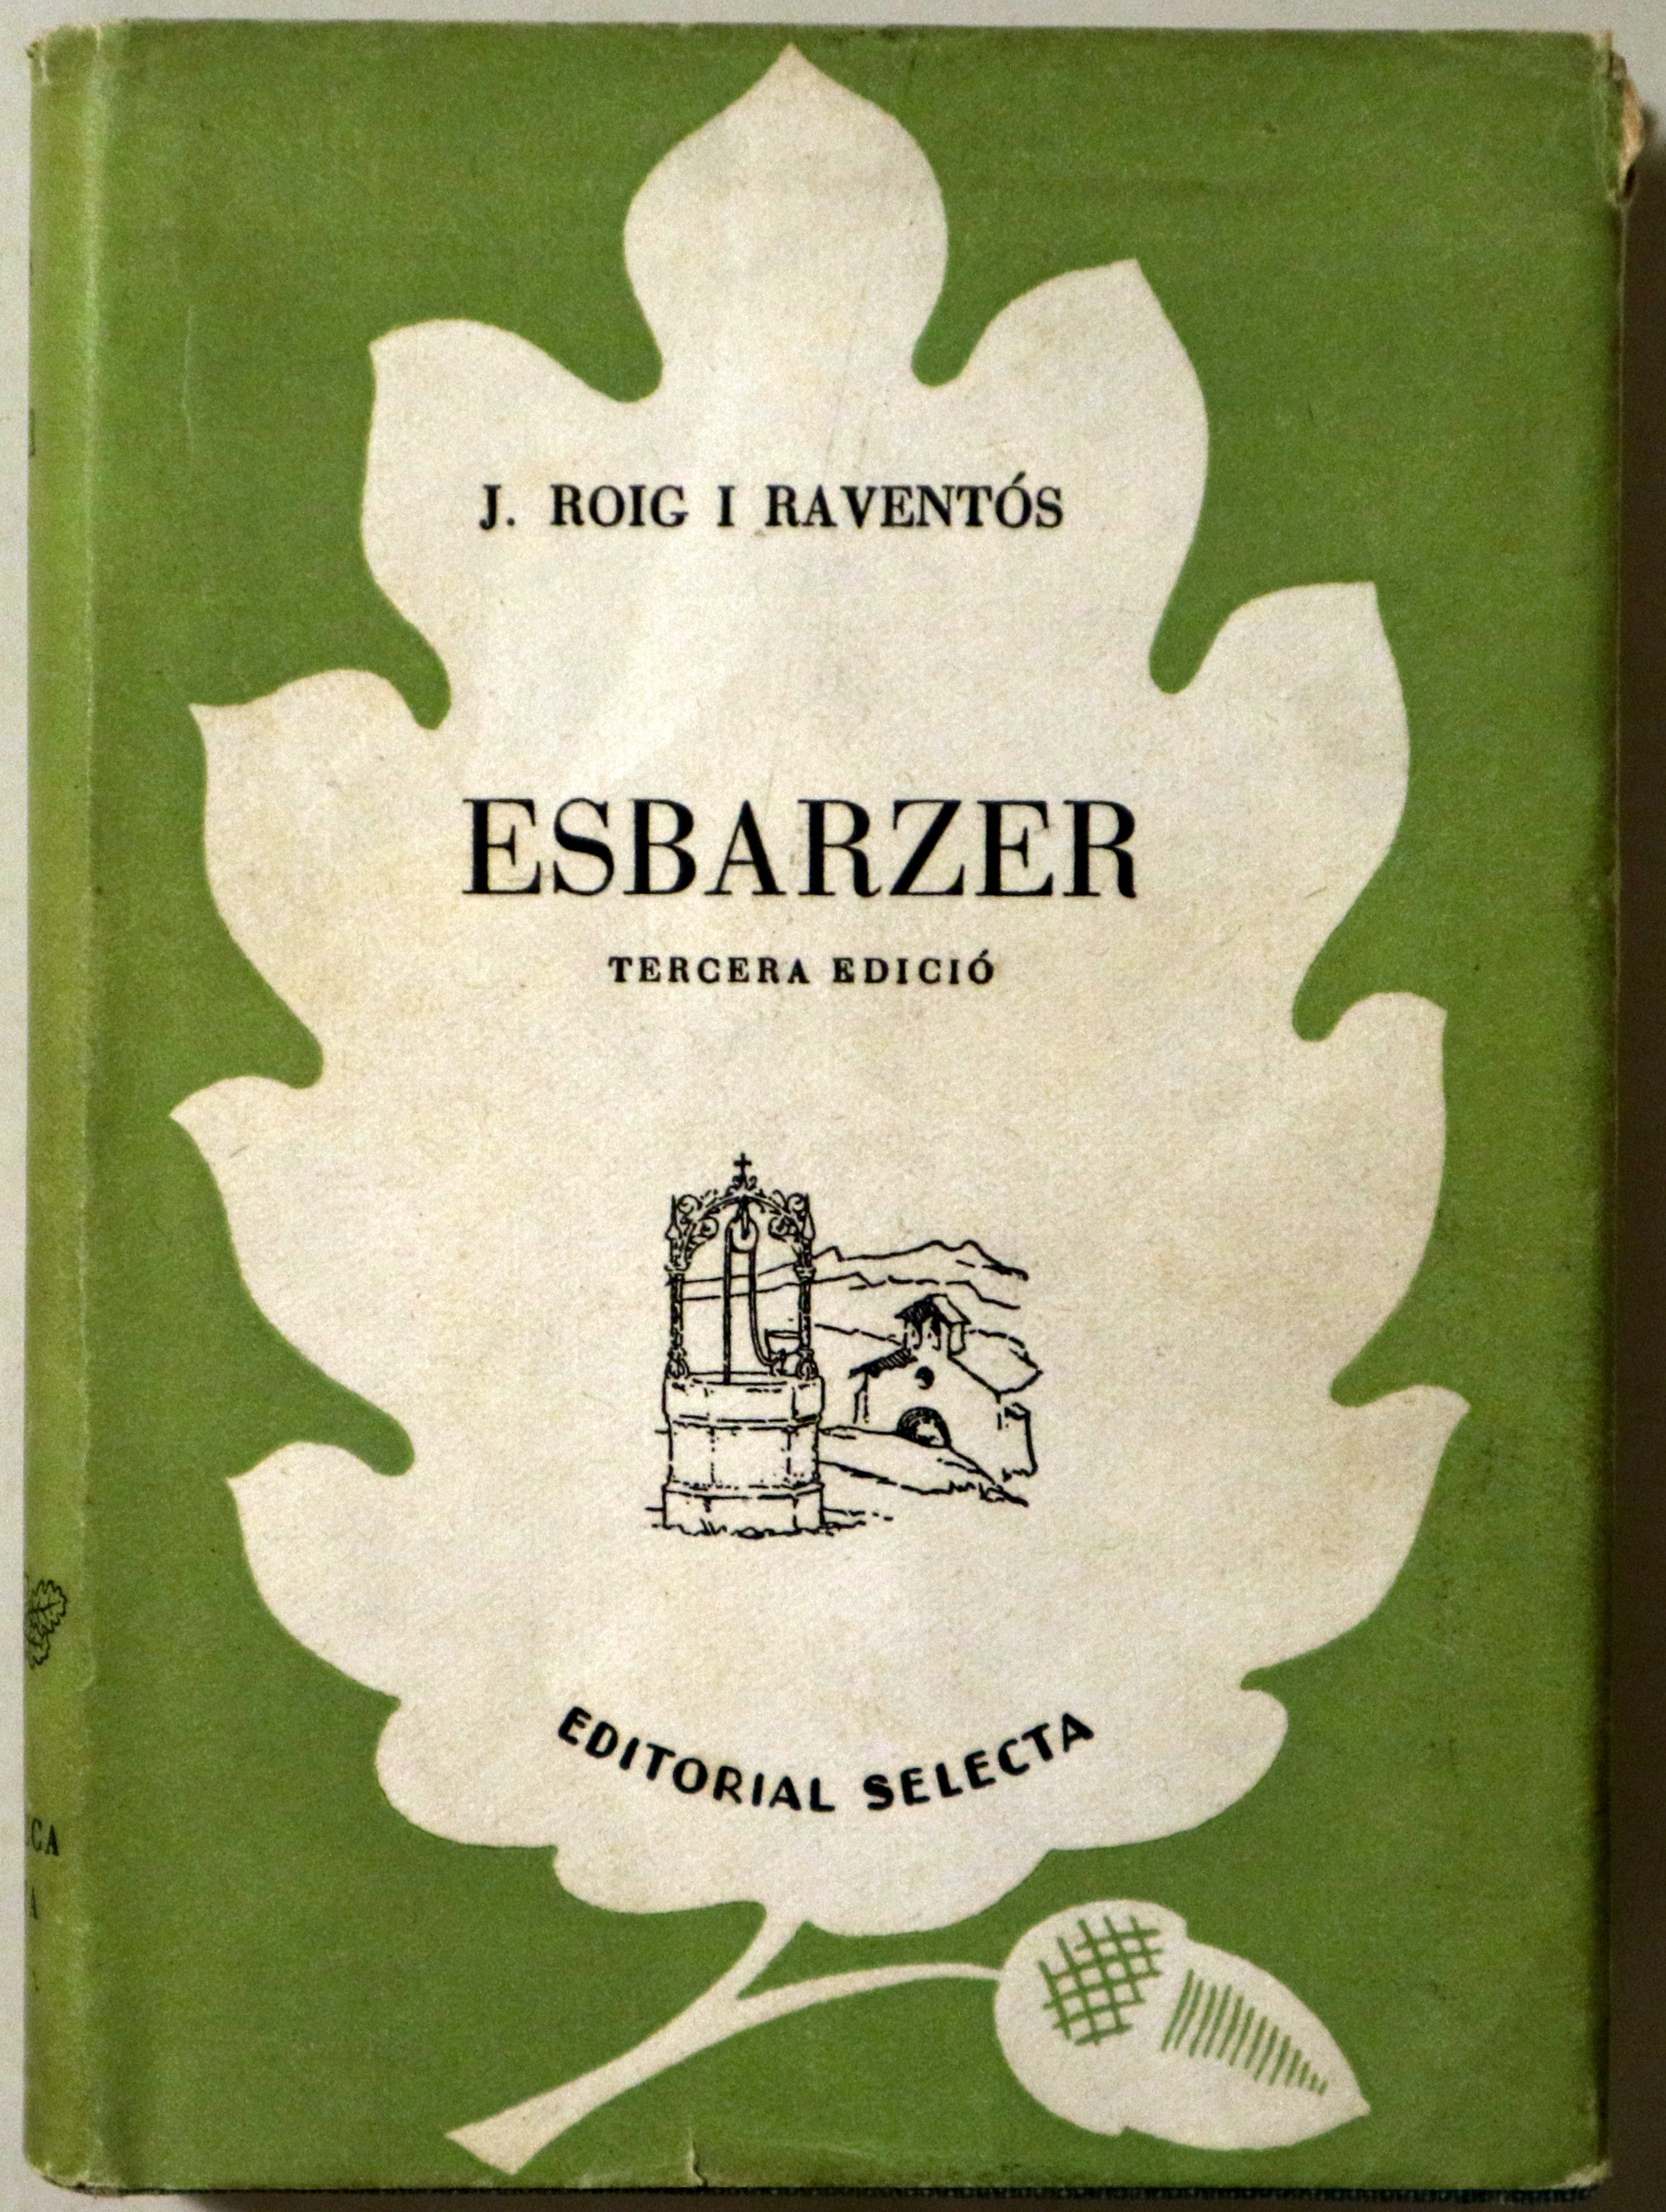 J. ROIG I RAVENTÓS
ESBARZER
TERCERA EDICIÓ
EDITORIAL SELECTA